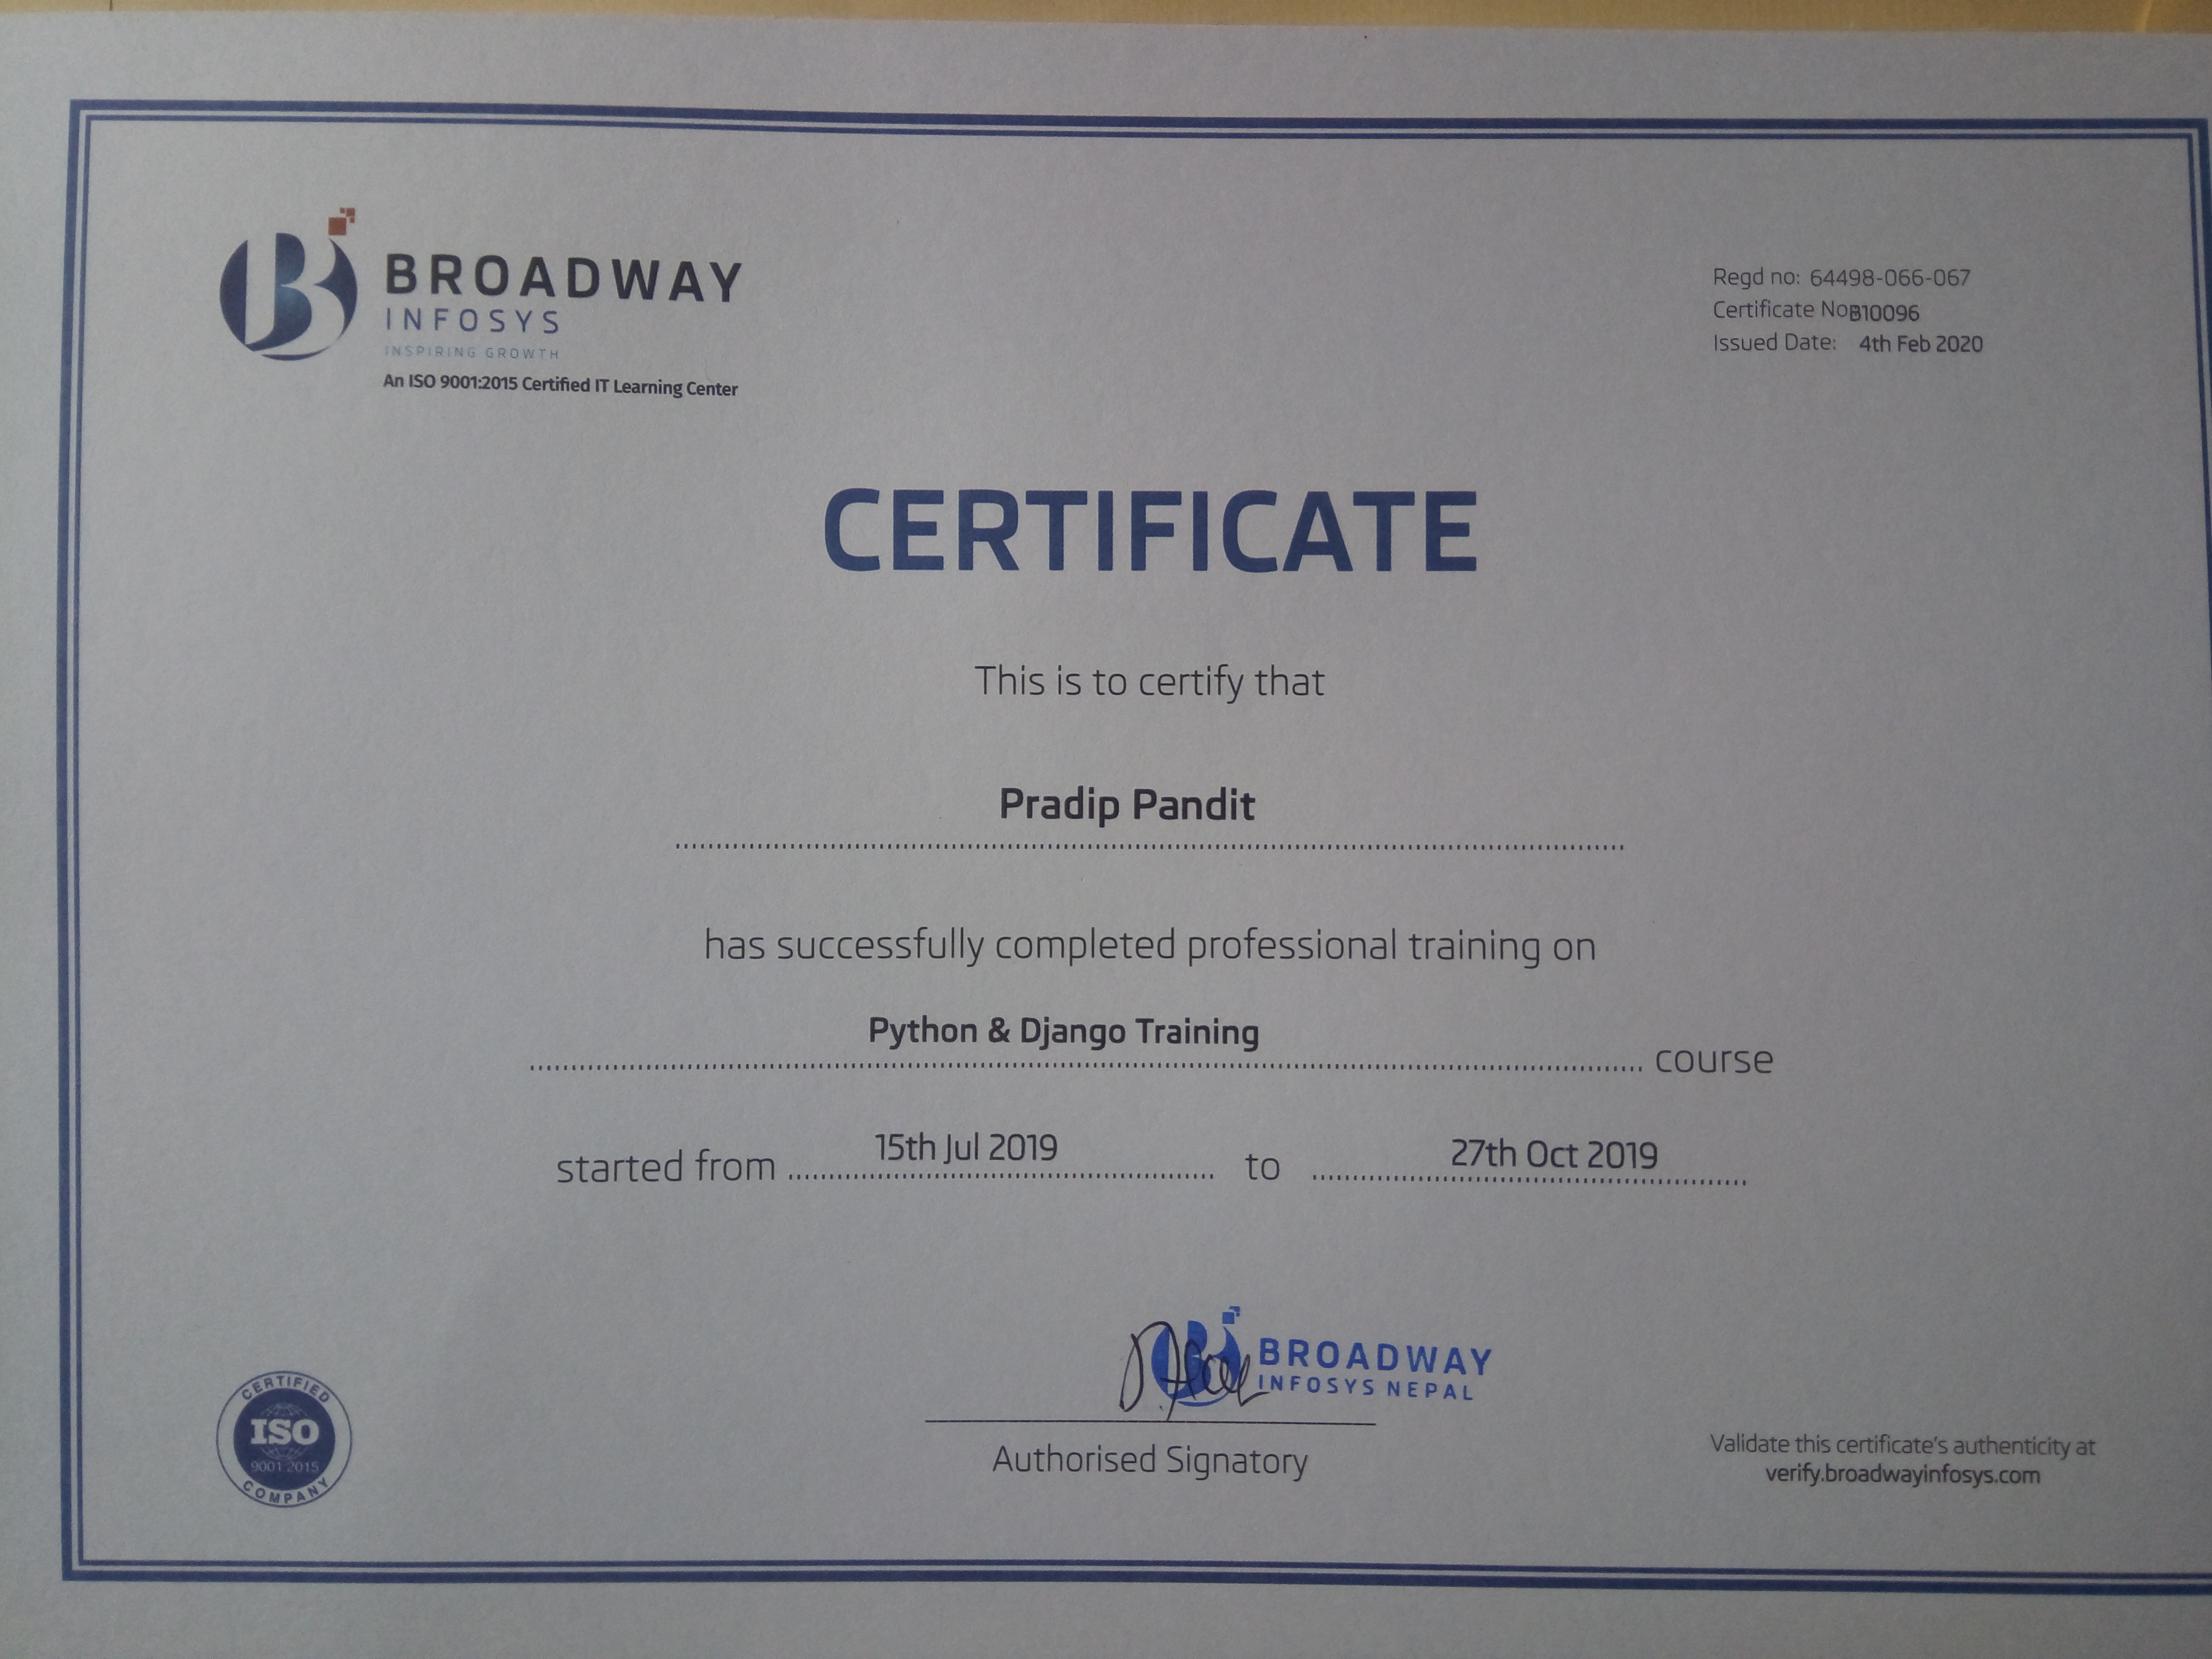 BROADWAY
INFOSYS
INSPIRING GROWTH
An ISO 9001:2015 Certified IT Learning Center
Regd no: 64498-066-067
Certificate No B10096
Issued Date: 4th Feb 2020
CERTIFICATE
This is to certify that
Pradip Pandit
has successfully completed professional training on
Python & Django Training course
started from 15th Jul 2019 to 27th Oct 2019
BROADWAY
INFOSYS NEPAL
Authorised Signatory
CERTIFIED
ISO
9001:2015
COMPANY
Validate this certificate's authenticity at
verify.broadwayinfosys.com